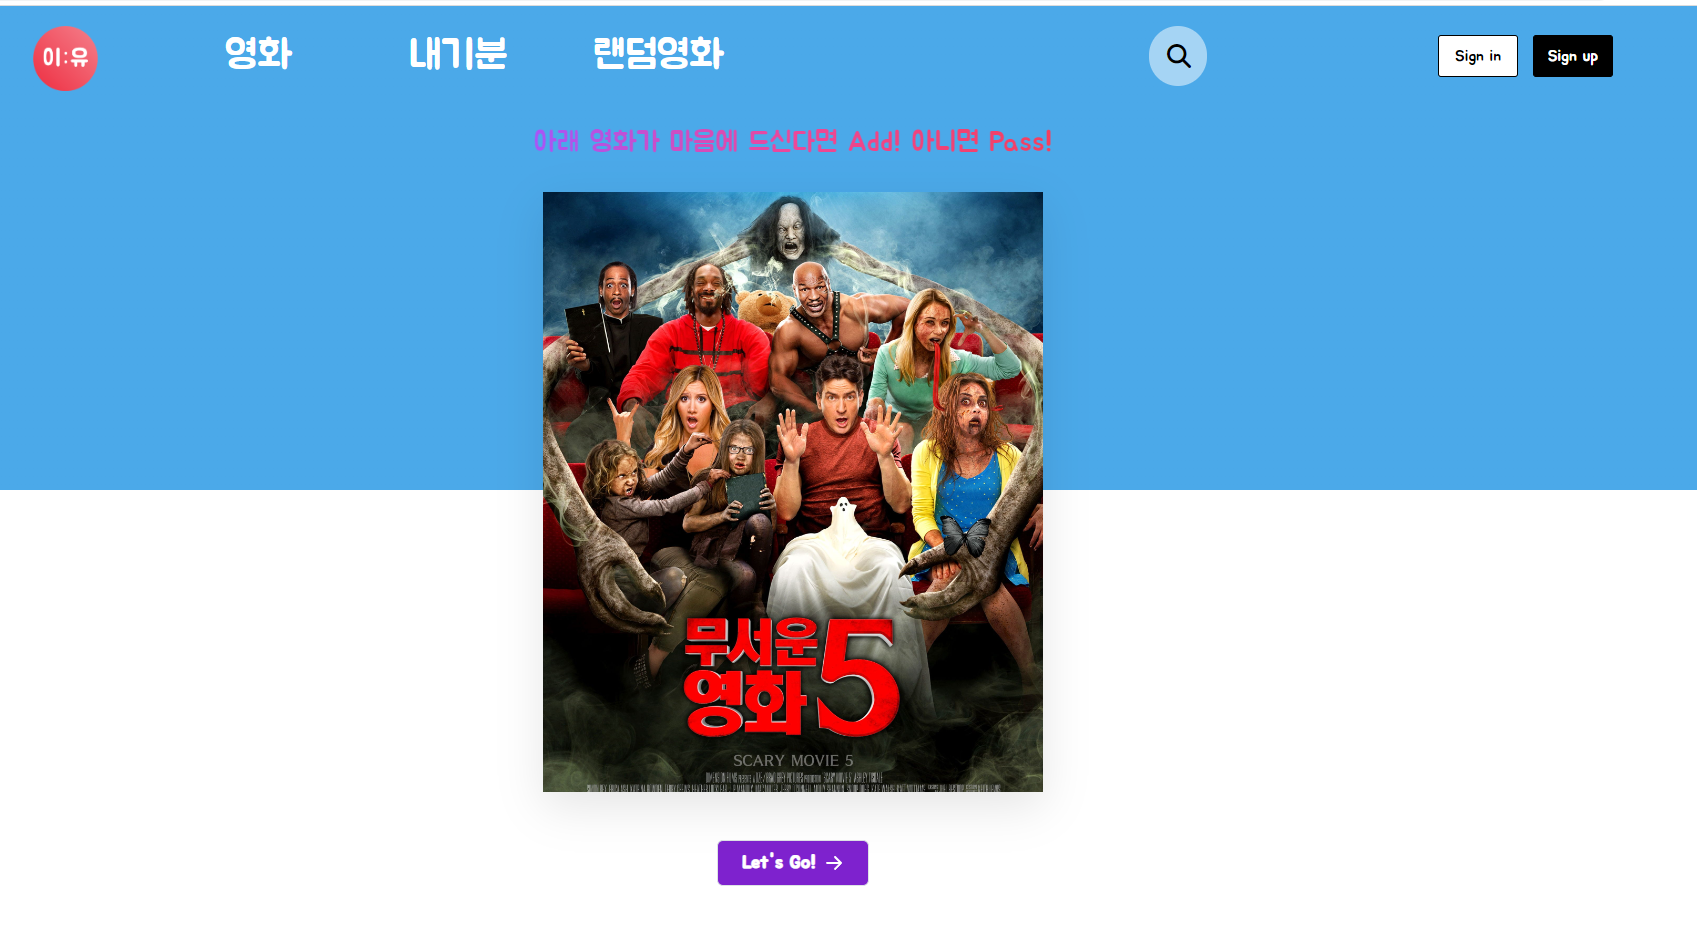 이:유
영화
내기분
랜덤영화
Sign in
Sign up
아래 영화가 마음에 드신다면 Add! 아니면 Pass!
무서운
영화 5
SCARY MOVIE 5
Let's Go! →